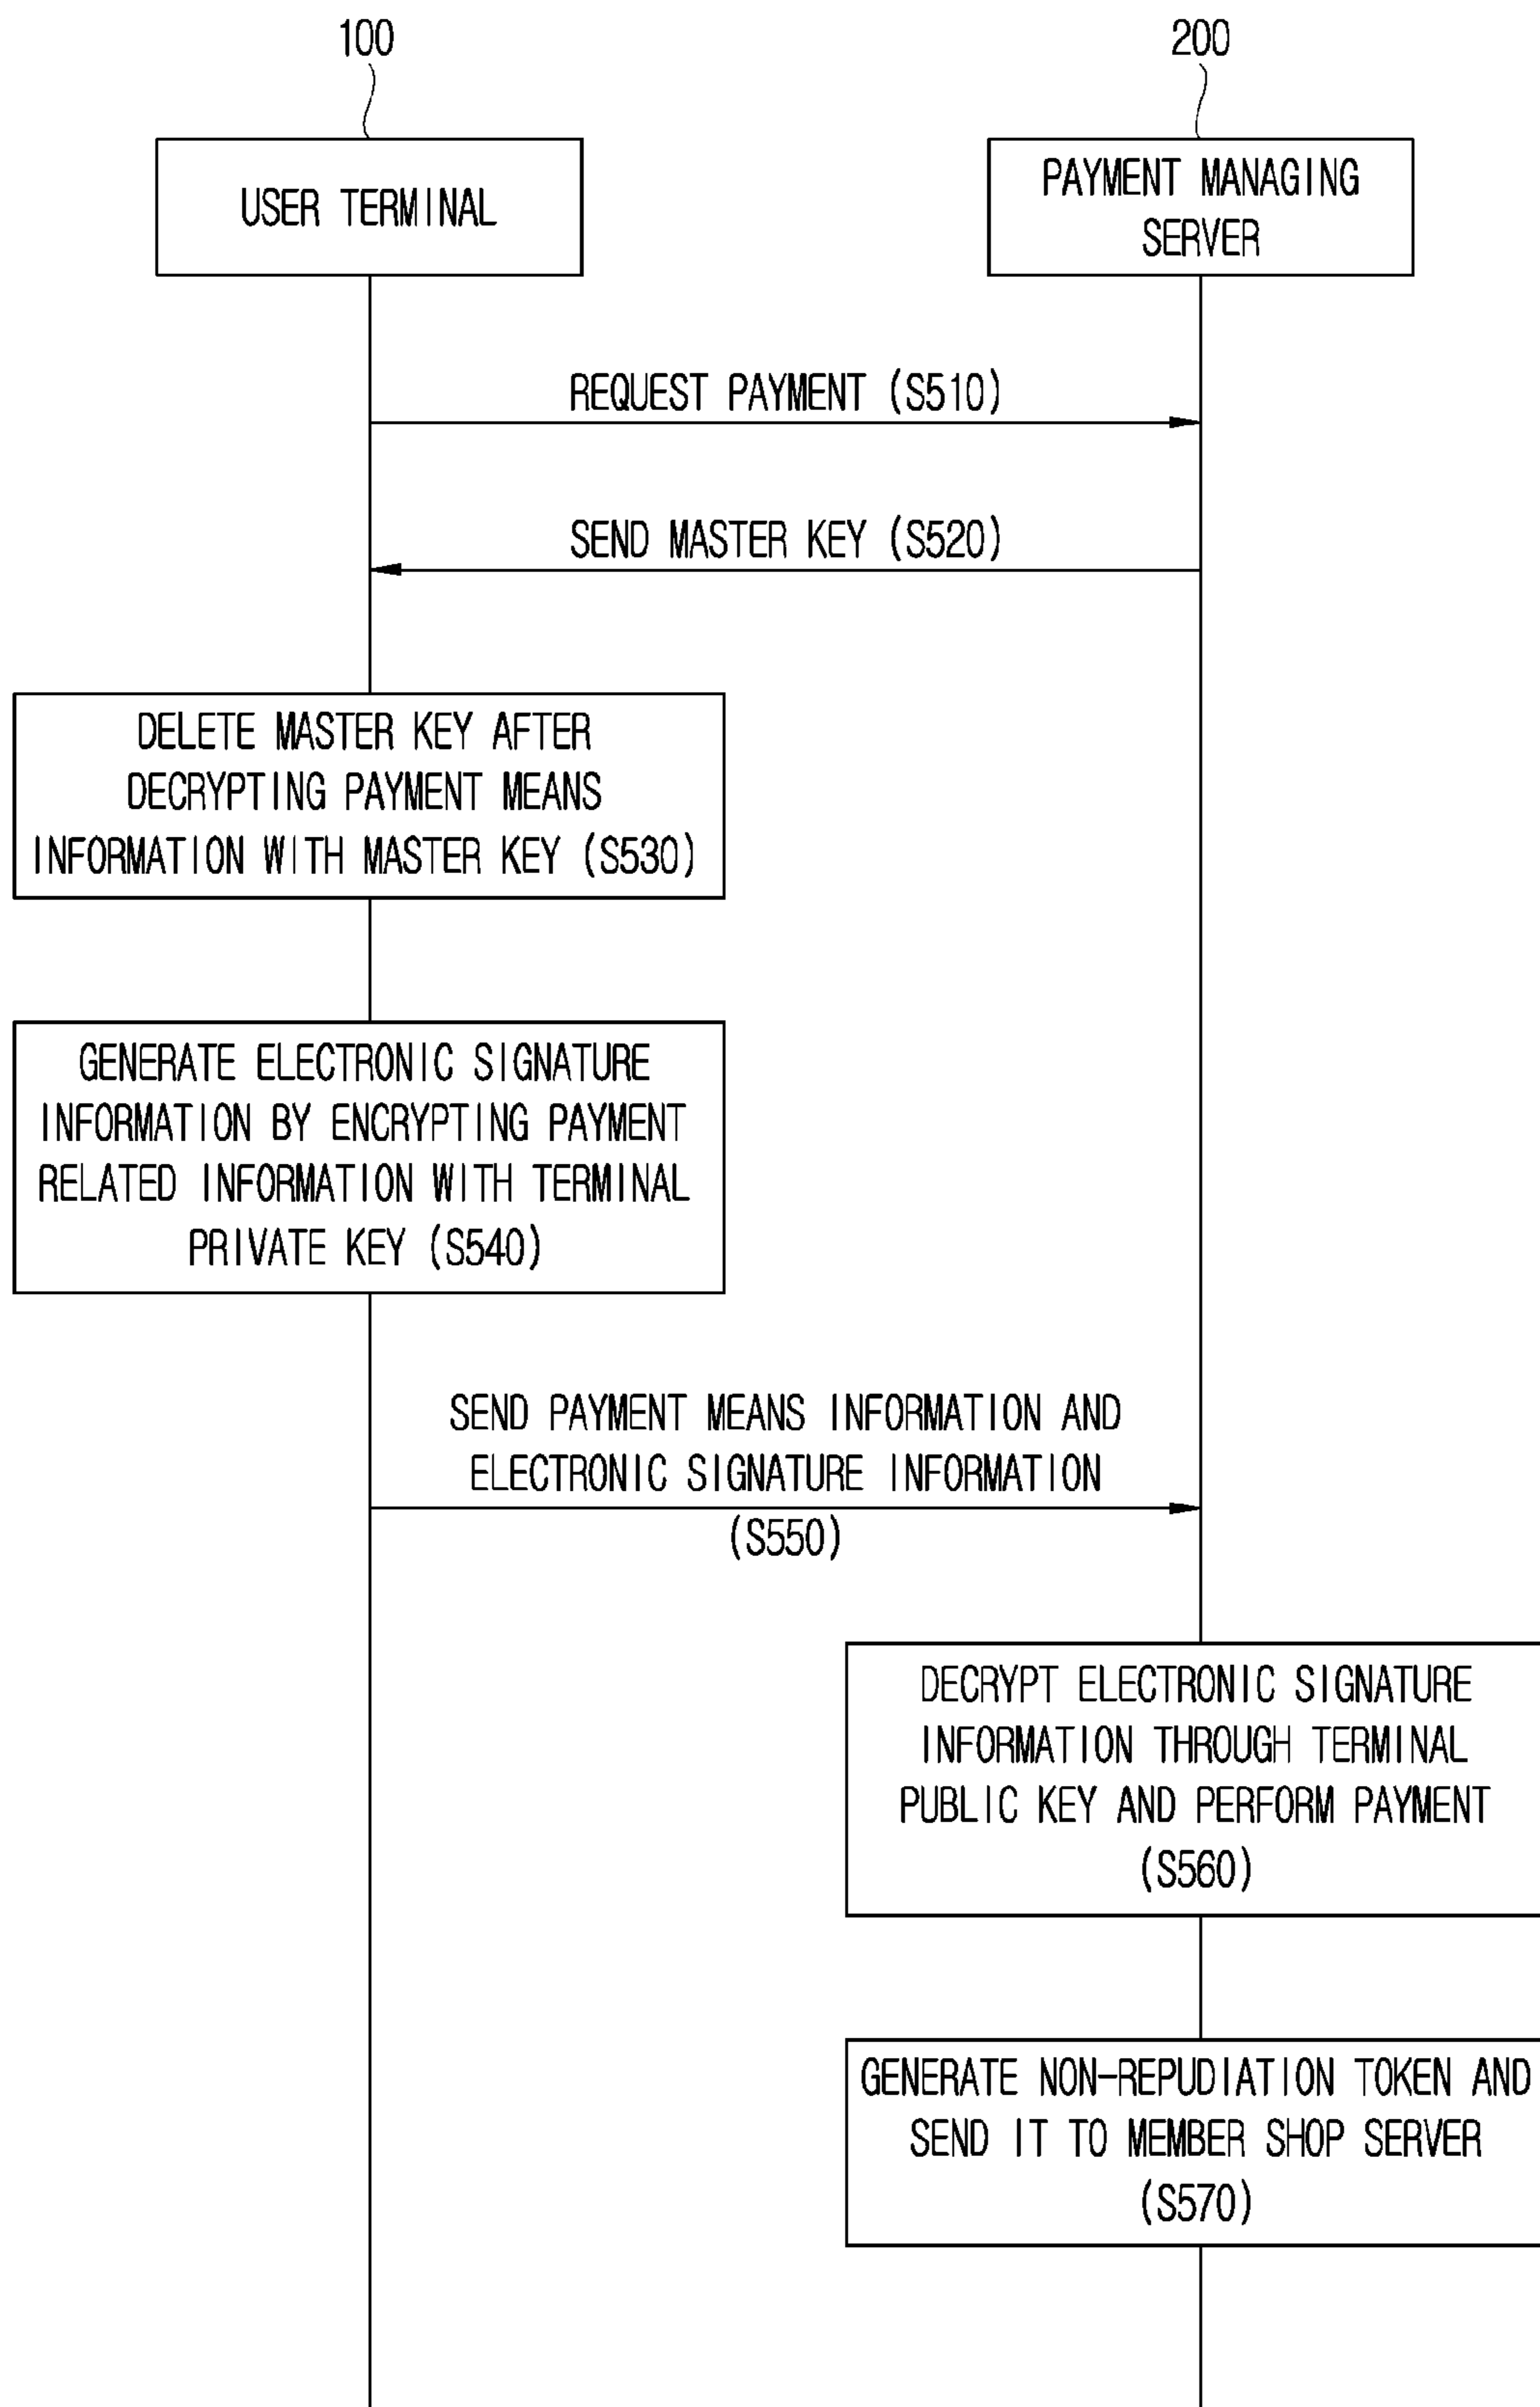 100
200
USER TERMINAL
PAYMENT MANAGING
SERVER
REQUEST PAYMENT (S510)
SEND MASTER KEY (S520)
DELETE MASTER KEY AFTER
DECRYPTING PAYMENT MEANS
INFORMATION WITH MASTER KEY (S530)
GENERATE ELECTRONIC SIGNATURE
INFORMATION BY ENCRYPTING PAYMENT
RELATED INFORMATION WITH TERMINAL
PRIVATE KEY (S540)
SEND PAYMENT MEANS INFORMATION AND
ELECTRONIC SIGNATURE INFORMATION
(S550)
DECRYPT ELECTRONIC SIGNATURE
INFORMATION THROUGH TERMINAL
PUBLIC KEY AND PERFORM PAYMENT
(S560)
GENERATE NON-REPUDIATION TOKEN AND
SEND IT TO MEMBER SHOP SERVER
(S570)